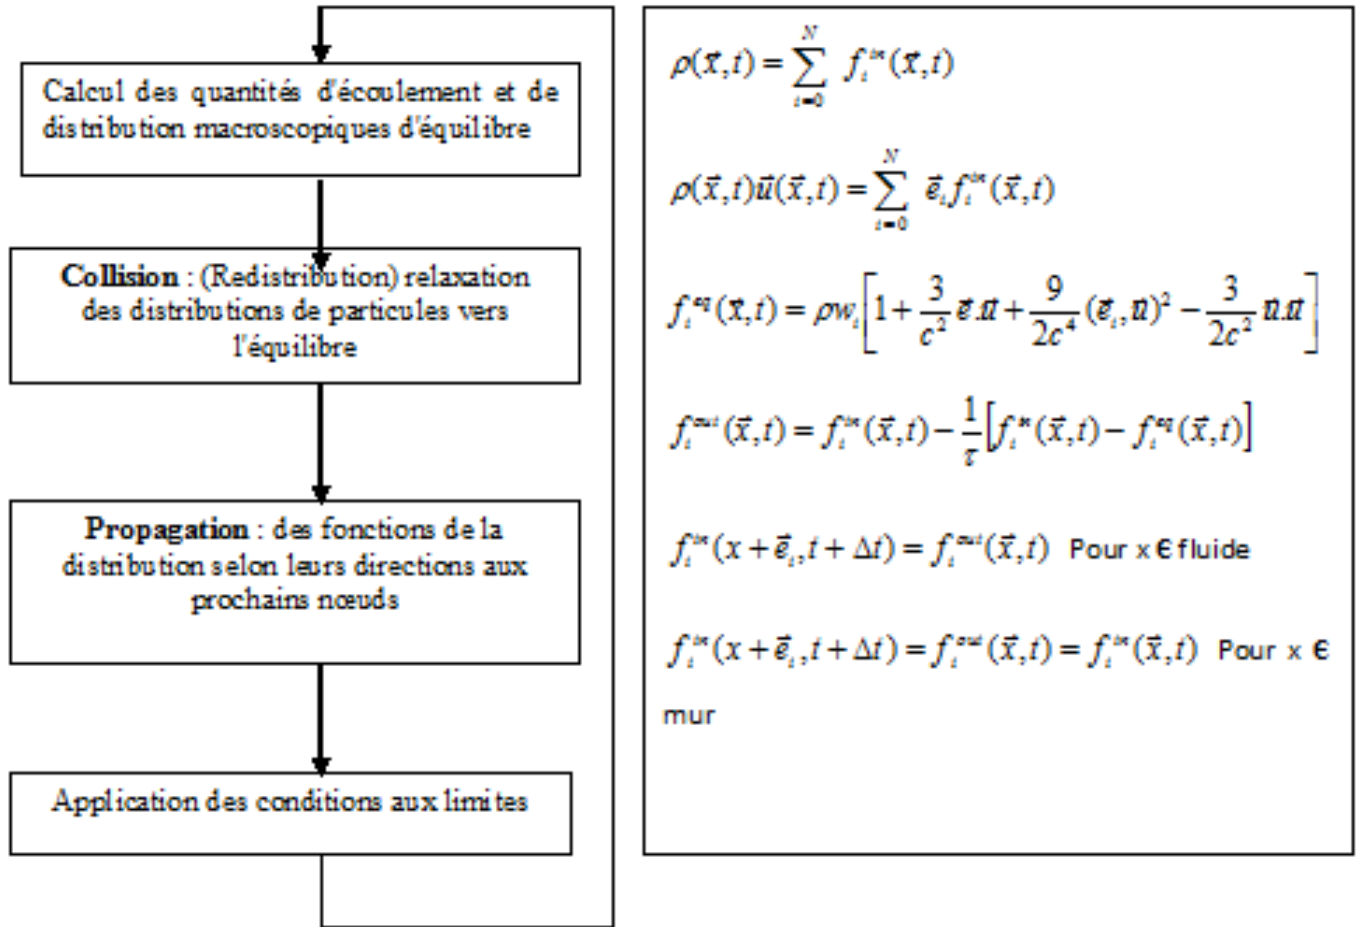 Calcul des quantités d'écoulement et de
distribution macroscopiques d'équilibre
Collision : (Redistribution) relaxation
des distributions de particules vers
l'équilibre
Propagation : des fonctions de la
distribution selon leurs directions aux
prochains nœuds
Application des conditions aux limites
ρ(x⃗,t) = ∑_{i=0}^{N} f_i^{in}(x⃗,t)
ρ(x⃗,t)u⃗(x⃗,t) = ∑_{i=0}^{N} e⃗_i f_i^{in}(x⃗,t)
f_i^{eq}(x⃗,t) = ρw_i[1 + 3/c² e⃗.u⃗ + 9/2c⁴ (e⃗_i,u⃗)² − 3/2c² u⃗.u⃗]
f_i^{out}(x⃗,t) = f_i^{in}(x⃗,t) − 1/τ [f_i^{in}(x⃗,t) − f_i^{eq}(x⃗,t)]
f_i^{in}(x + e⃗_i, t + Δt) = f_i^{out}(x⃗,t) Pour x € fluide
f_i^{in}(x + e⃗_i, t + Δt) = f_i^{out}(x⃗,t) = f_i^{in}(x⃗,t) Pour x €
mur